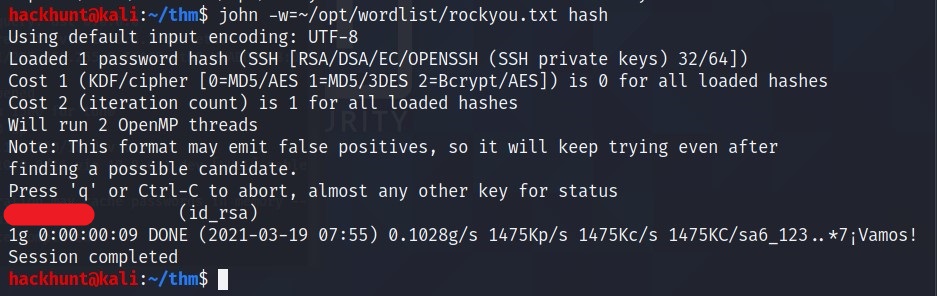 hackhunt@kali:~/thm$ john -w=~/opt/wordlist/rockyou.txt hash
Using default input encoding: UTF-8
Loaded 1 password hash (SSH [RSA/DSA/EC/OPENSSH (SSH private keys) 32/64])
Cost 1 (KDF/cipher [0=MD5/AES 1=MD5/3DES 2=Bcrypt/AES]) is 0 for all loaded hashes
Cost 2 (iteration count) is 1 for all loaded hashes
Will run 2 OpenMP threads
Note: This format may emit false positives, so it will keep trying even after
finding a possible candidate.
Press 'q' or Ctrl-C to abort, almost any other key for status
(id_rsa)
1g 0:00:00:09 DONE (2021-03-19 07:55) 0.1028g/s 1475Kp/s 1475Kc/s 1475KC/sa6_123..*7¡Vamos!
Session completed
hackhunt@kali:~/thm$